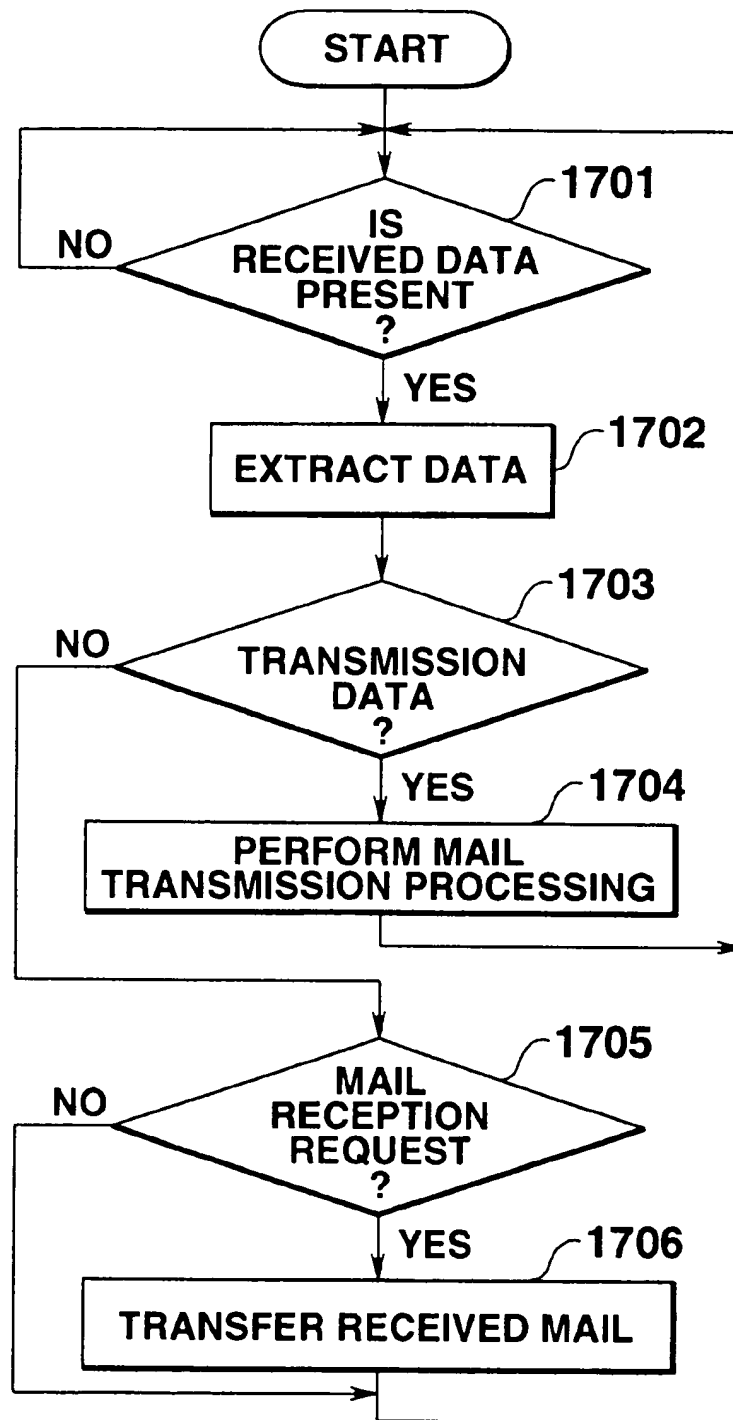 START
1701
IS
RECEIVED DATA
PRESENT
?
NO
YES
1702
EXTRACT DATA
1703
NO
TRANSMISSION
DATA
?
YES
1704
PERFORM MAIL
TRANSMISSION PROCESSING
1705
NO
MAIL
RECEPTION
REQUEST
?
YES
1706
TRANSFER RECEIVED MAIL